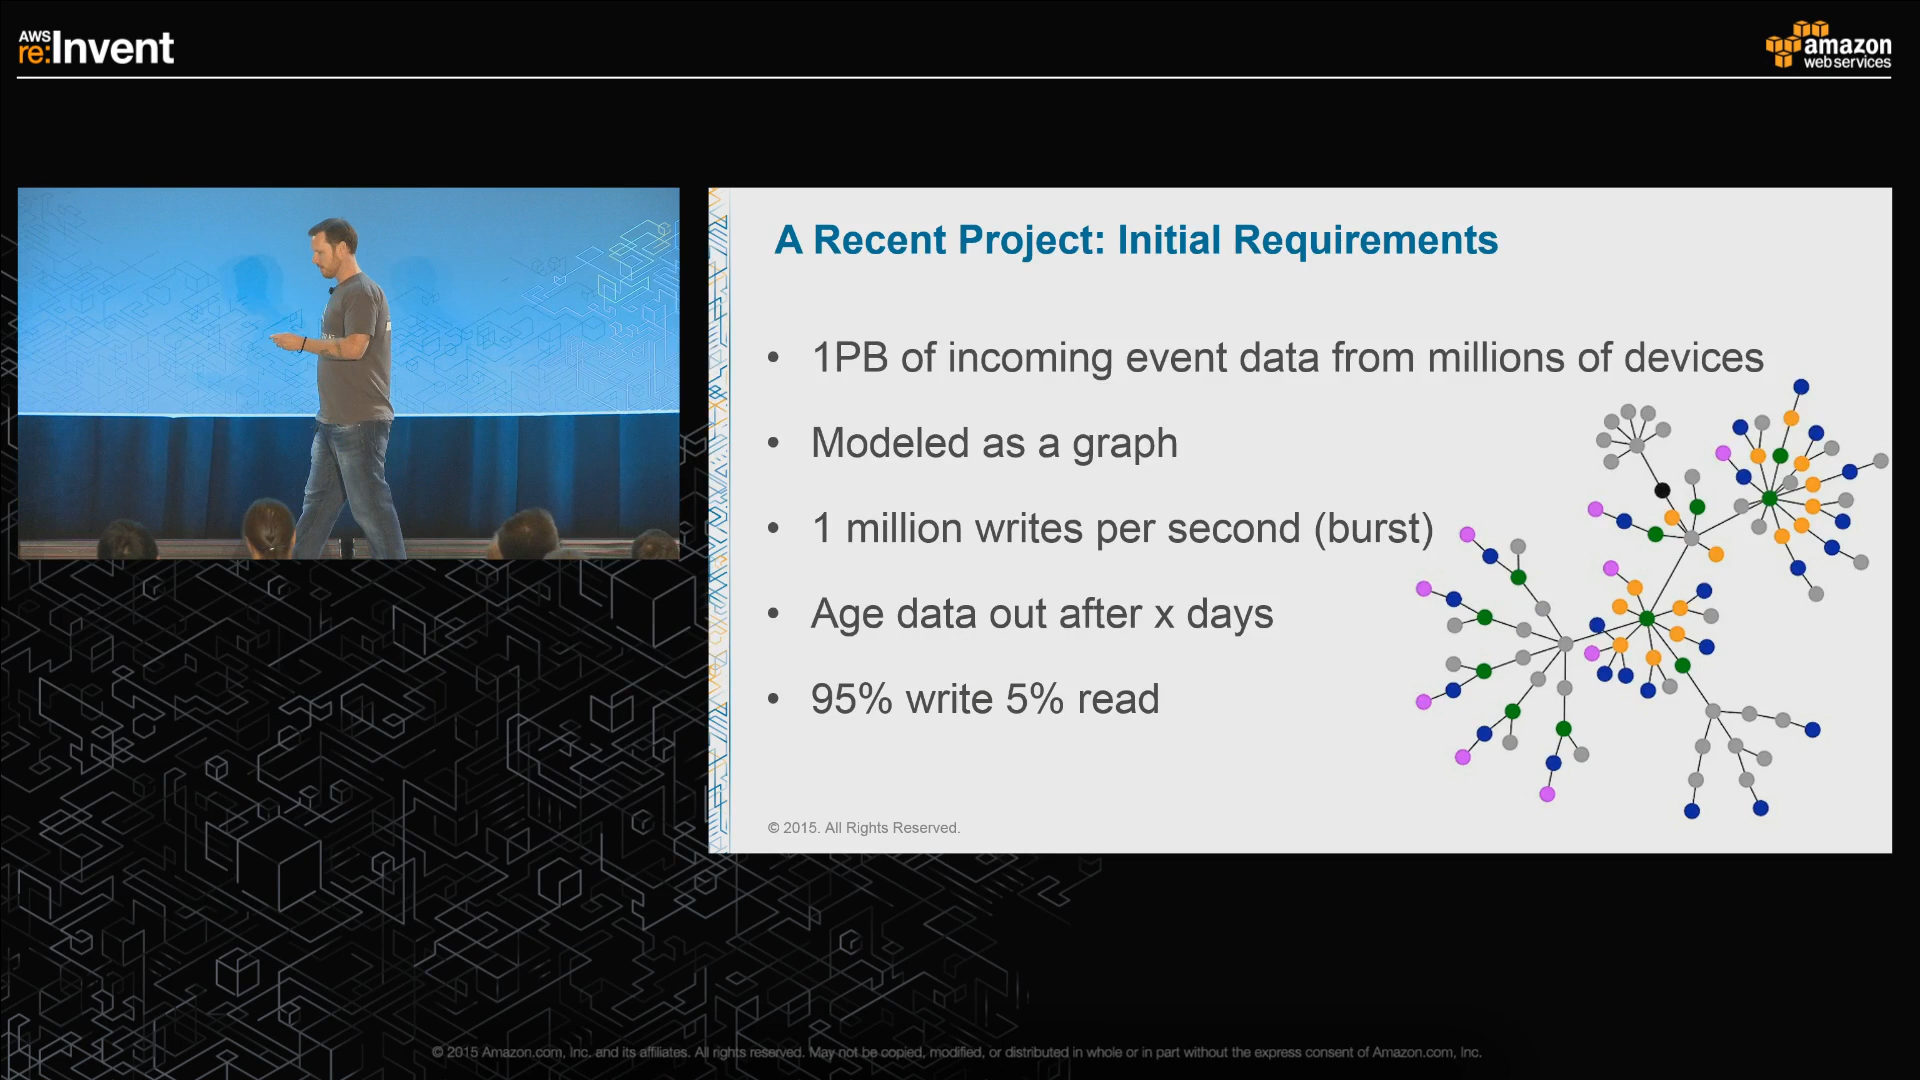 AWS
re:Invent
amazon
web services
A Recent Project: Initial Requirements
• 1PB of incoming event data from millions of devices
• Modeled as a graph
• 1 million writes per second (burst)
• Age data out after x days
• 95% write 5% read
© 2015. All Rights Reserved.
© 2015 Amazon.com, Inc. and its affiliates. All rights reserved. May not be copied, modified, or distributed in whole or in part without the express consent of Amazon.com, Inc.